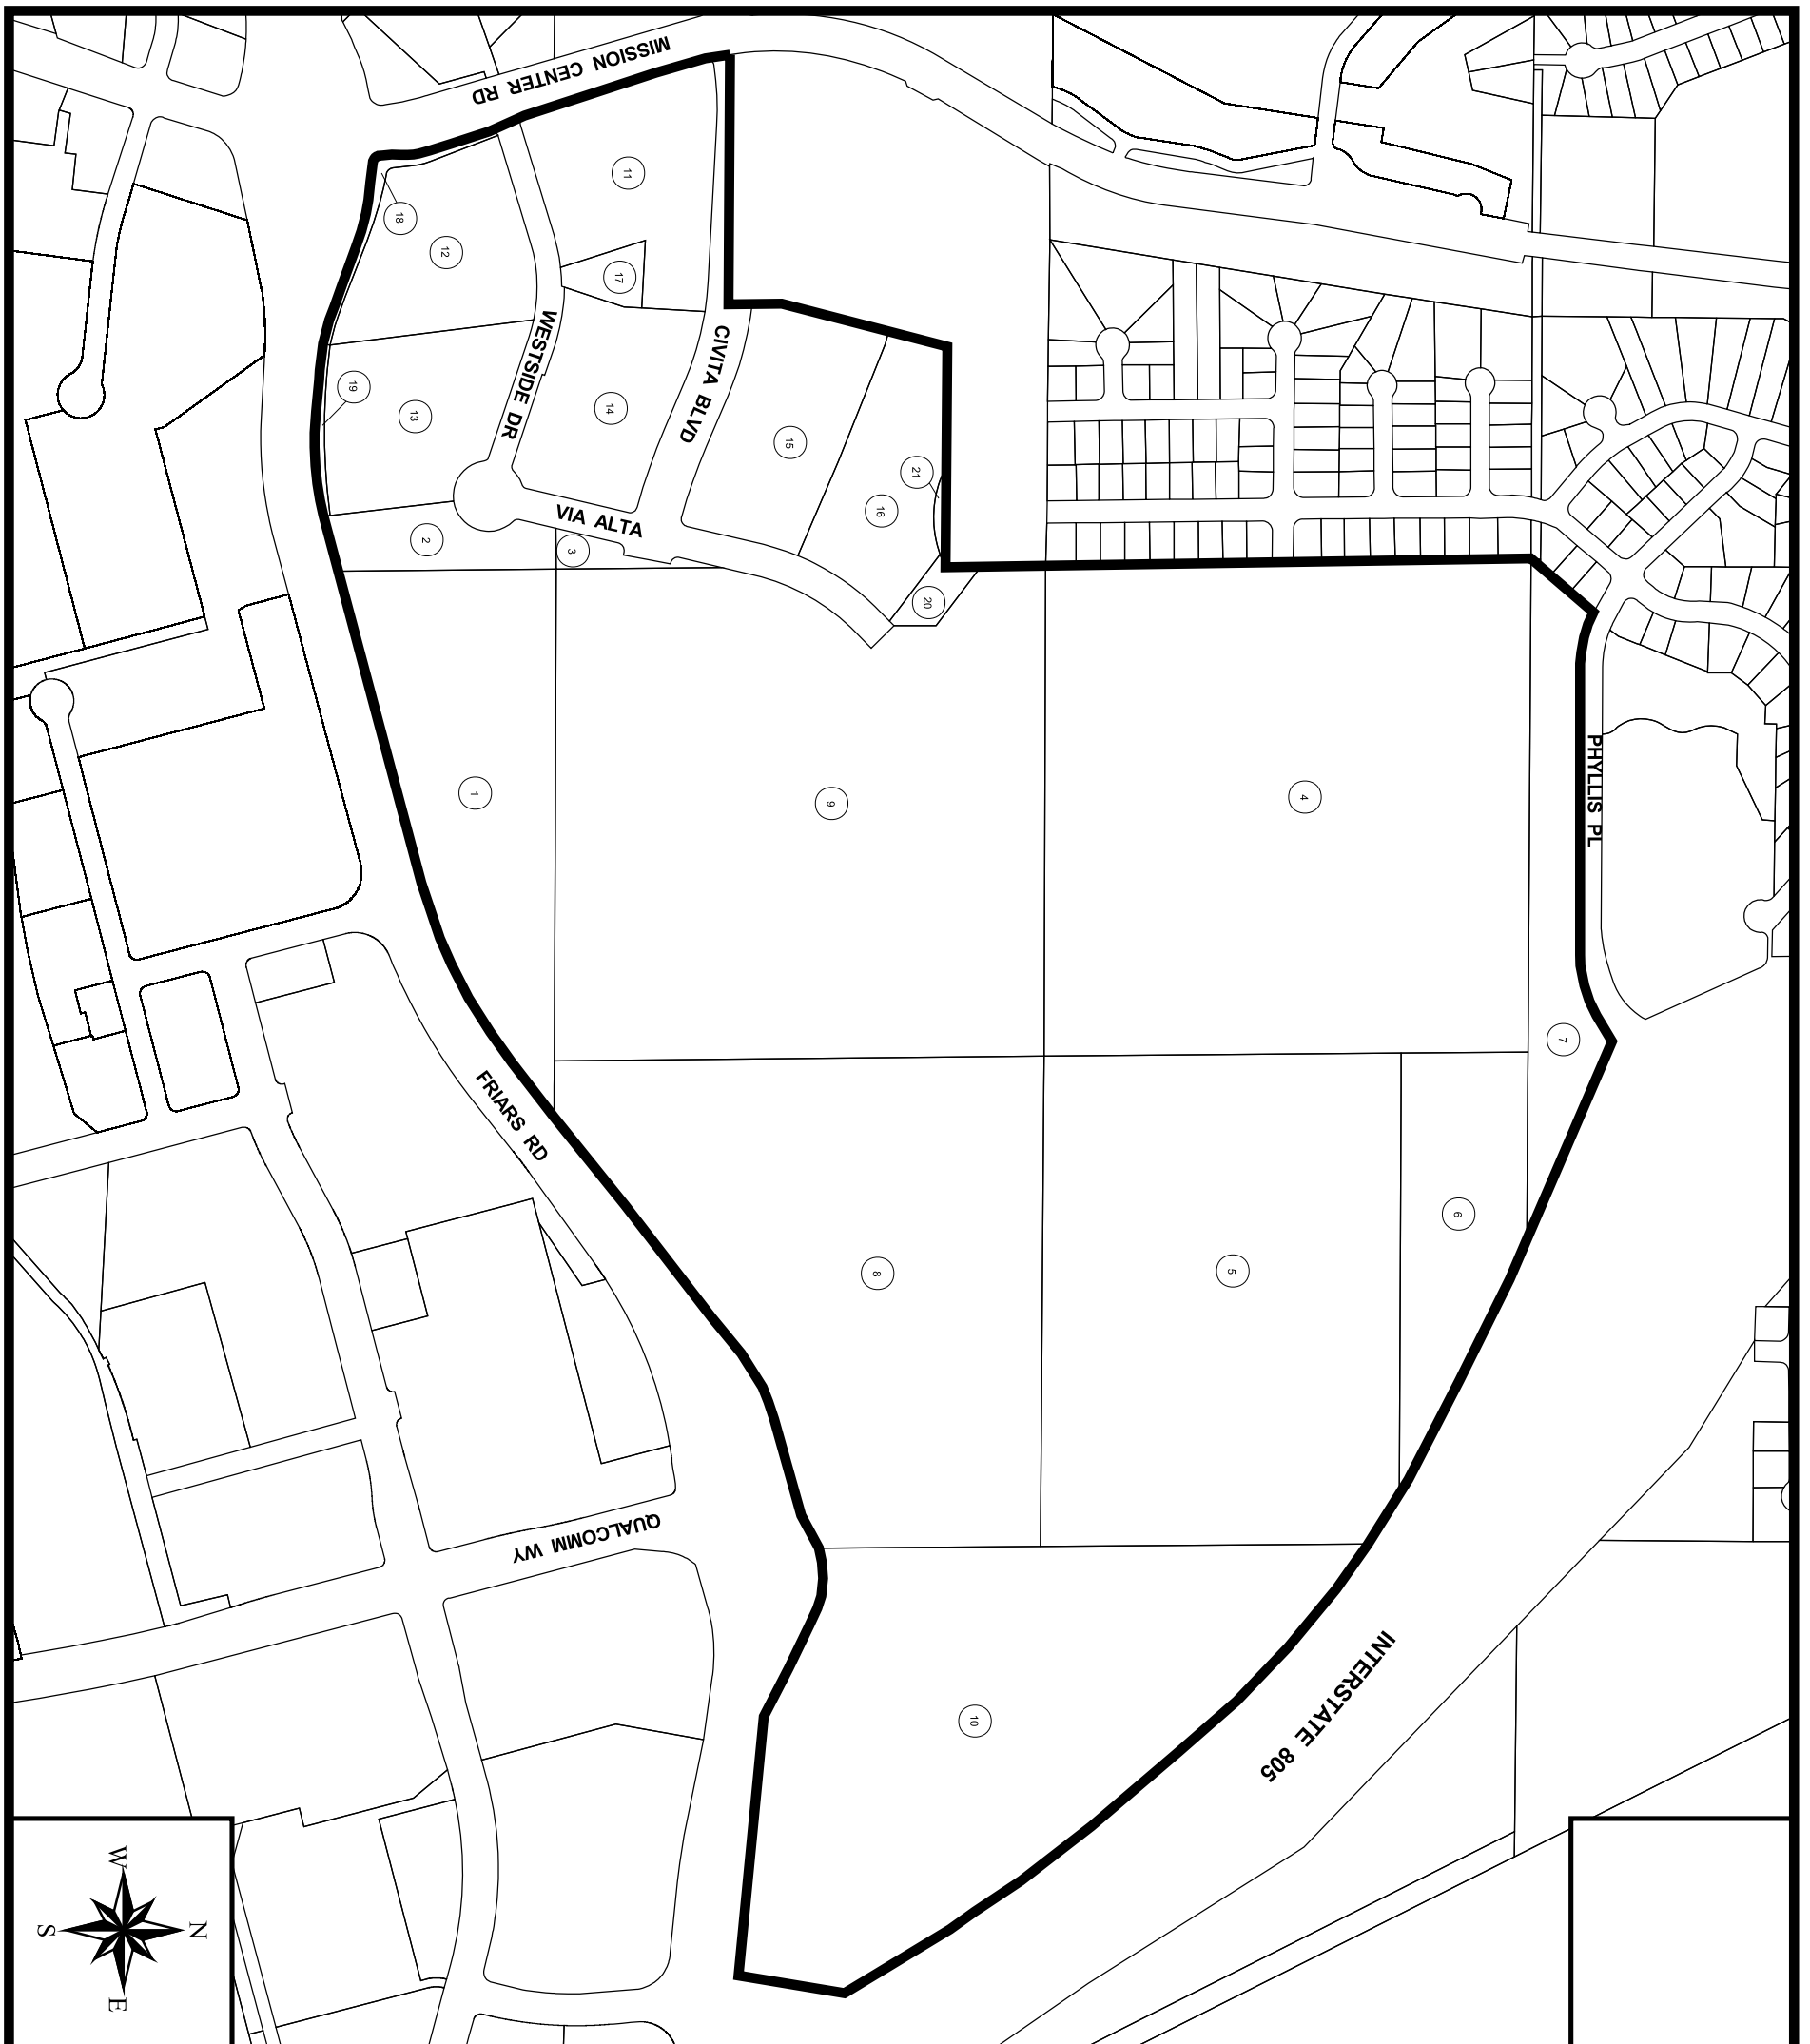 MISSION CENTER RD
11
18
12
17
WESTSIDE DR
CIVITA BLVD
19
13
14
15
21
16
VIA ALTA
2
3
20
PHYLLIS PL
1
9
4
7
FRIARS RD
6
8
5
QUALCOMM WY
INTERSTATE 805
10
W
N
S
E